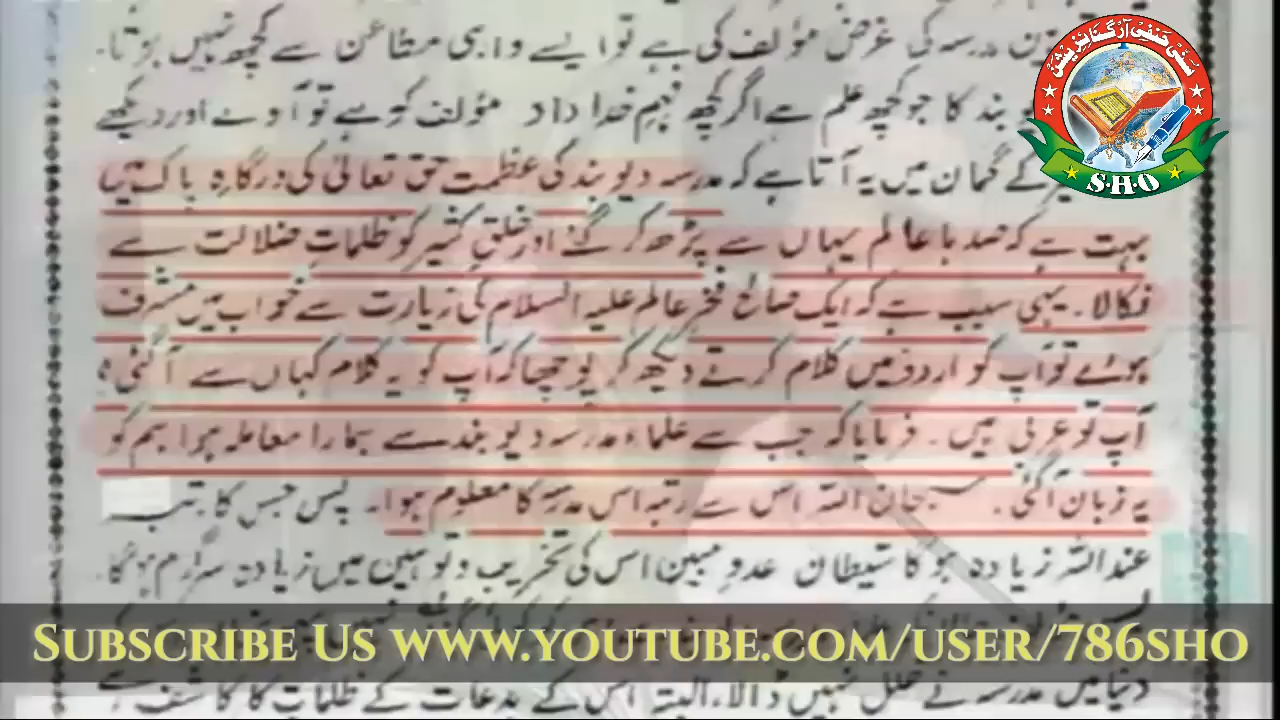 ین مدرسہ کی غرض مؤلف کی ہے تو ایسے واہی مطاعن سے کچھ نہیں ہوتا۔
بند کا جو کچھ علم ہے اگر کچھ فہم خدا داد مؤلف کو ہے تو آوے اور دیکھے
کے گمان میں یہ آتا ہے کہ مدرسہ دیوبند کی عظمت حق تعالیٰ کی درگاہ پاک میں
بہت ہے کہ صدہا عالم یہاں سے پڑھ کر گئے اور خلق کثیر کو ظلمات ضلالت سے
نکالا۔ یہی سبب ہے کہ ایک صالح فخر عالم علیہ السلام کی زیارت سے خواب میں مشرف
ہوئے تو آپ کو اردو میں کلام کرتے دیکھ کر پوچھا کہ آپ کو یہ کلام کہاں سے آگئی
آپ تو عربی ہیں۔ فرمایا کہ جب سے علماء مدرسہ دیوبند سے ہمارا معاملہ ہوا ہم کو
یہ زبان آگئی۔ سبحان اللہ اس سے رتبہ اس مدرسہ کا معلوم ہوا۔ پس جس کا رتبہ
عند اللہ زیادہ ہوگا شیطان عدو مبین اس کی تخریب و توہین میں زیادہ سرگرم ہوگا۔
دنیا میں مدرسہ نے خلل نہیں ڈالا، البتہ اس کے بدعات کے ظلمات کا کاشف
سنی حنفی آرگنائزیشن
S·H·O
Subscribe Us www.youtube.com/user/786sho